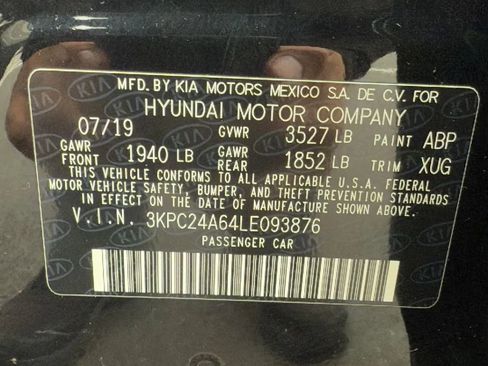 MFD. BY KIA MOTORS MEXICO S.A. DE C.V. FOR
HYUNDAI MOTOR COMPANY
07/19 GVWR 3527 LB PAINT ABP
GAWR FRONT 1940 LB GAWR REAR 1852 LB TRIM XUG
THIS VEHICLE CONFORMS TO ALL APPLICABLE U.S.A. FEDERAL
MOTOR VEHICLE SAFETY, BUMPER, AND THEFT PREVENTION STANDARDS
IN EFFECT ON THE DATE OF MANUFACTURE SHOWN ABOVE.
V.I.N. 3KPC24A64LE093876
PASSENGER CAR